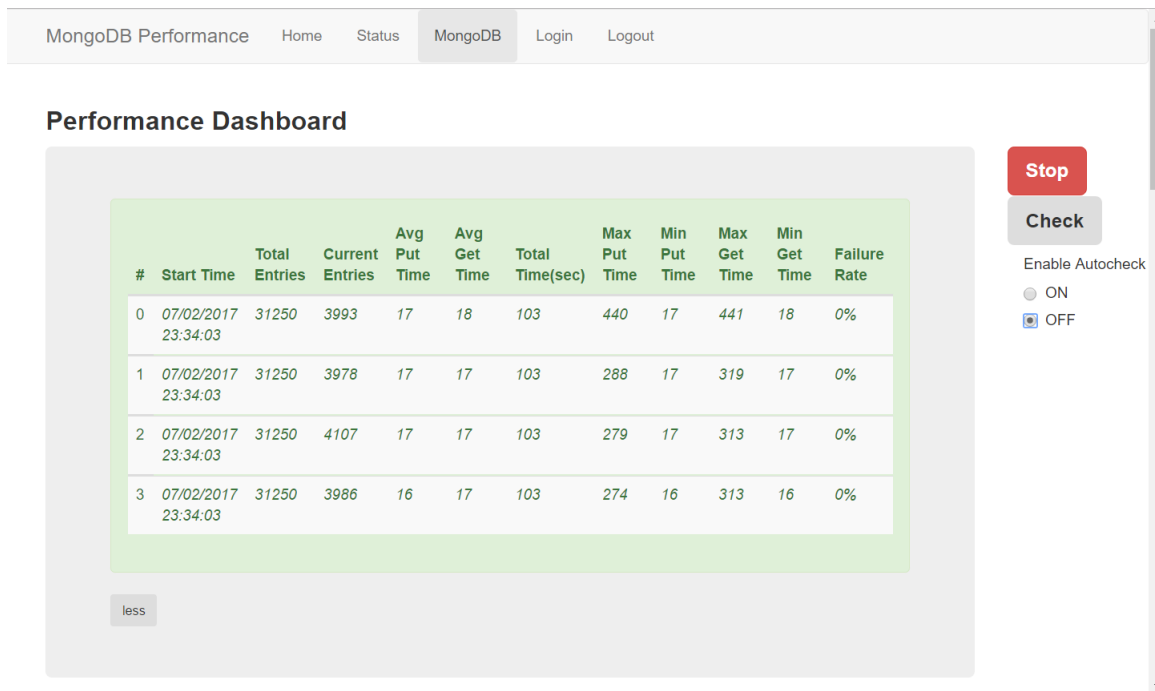 MongoDB Performance Home Status MongoDB Login Logout
Performance Dashboard
Stop
Check
Enable Autocheck
ON
OFF
# Start Time Total Entries Current Entries Avg Put Time Avg Get Time Total Time(sec) Max Put Time Min Put Time Max Get Time Min Get Time Failure Rate
0 07/02/2017 23:34:03 31250 3993 17 18 103 440 17 441 18 0%
1 07/02/2017 23:34:03 31250 3978 17 17 103 288 17 319 17 0%
2 07/02/2017 23:34:03 31250 4107 17 17 103 279 17 313 17 0%
3 07/02/2017 23:34:03 31250 3986 16 17 103 274 16 313 16 0%
less